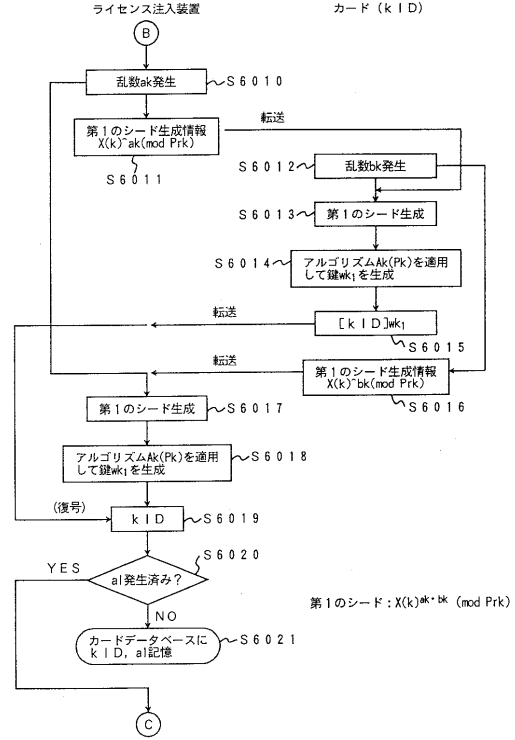 ライセンス注入装置
カード(kID)
B
乱数ak発生
S6010
第1のシード生成情報
X(k)^ak(mod Prk)
転送
S6011
S6012
乱数bk発生
S6013
第1のシード生成
S6014
アルゴリズムAk(Pk)を適用
して鍵wk₁を生成
転送
[kID]wk₁
S6015
転送
第1のシード生成情報
X(k)^bk(mod Prk)
S6016
第1のシード生成
S6017
アルゴリズムAk(Pk)を適用
して鍵wk₁を生成
S6018
(復号)
kID
S6019
YES
S6020
al発生済み?
NO
第1のシード:X(k)ak・bk (mod Prk)
カードデータベースに
kID, al記憶
S6021
C